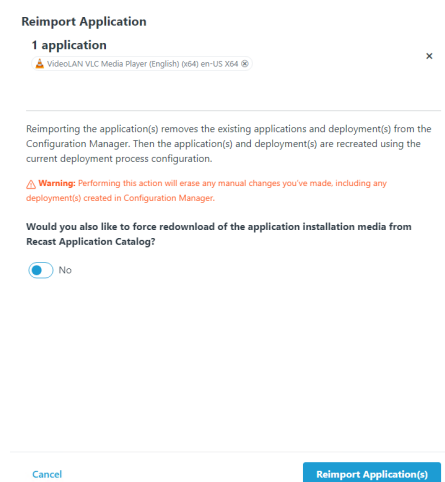 Reimport Application
1 application
VideoLAN VLC Media Player (English) (x64) en-US X64
Reimporting the application(s) removes the existing applications and deployment(s) from the
Configuration Manager. Then the application(s) and deployment(s) are recreated using the
current deployment process configuration.
Warning: Performing this action will erase any manual changes you've made, including any
deployment(s) created in Configuration Manager.
Would you also like to force redownload of the application installation media from
Recast Application Catalog?
No
Cancel
Reimport Application(s)